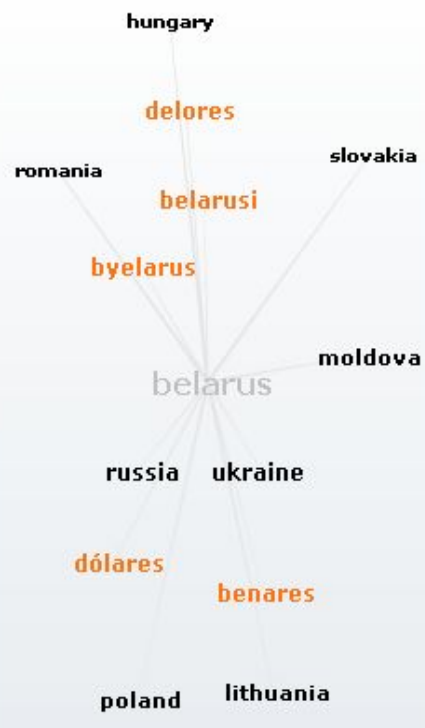 hungary
delores
slovakia
romania
belarusi
byelarus
moldova
belarus
russia ukraine
dólares
benares
poland lithuania